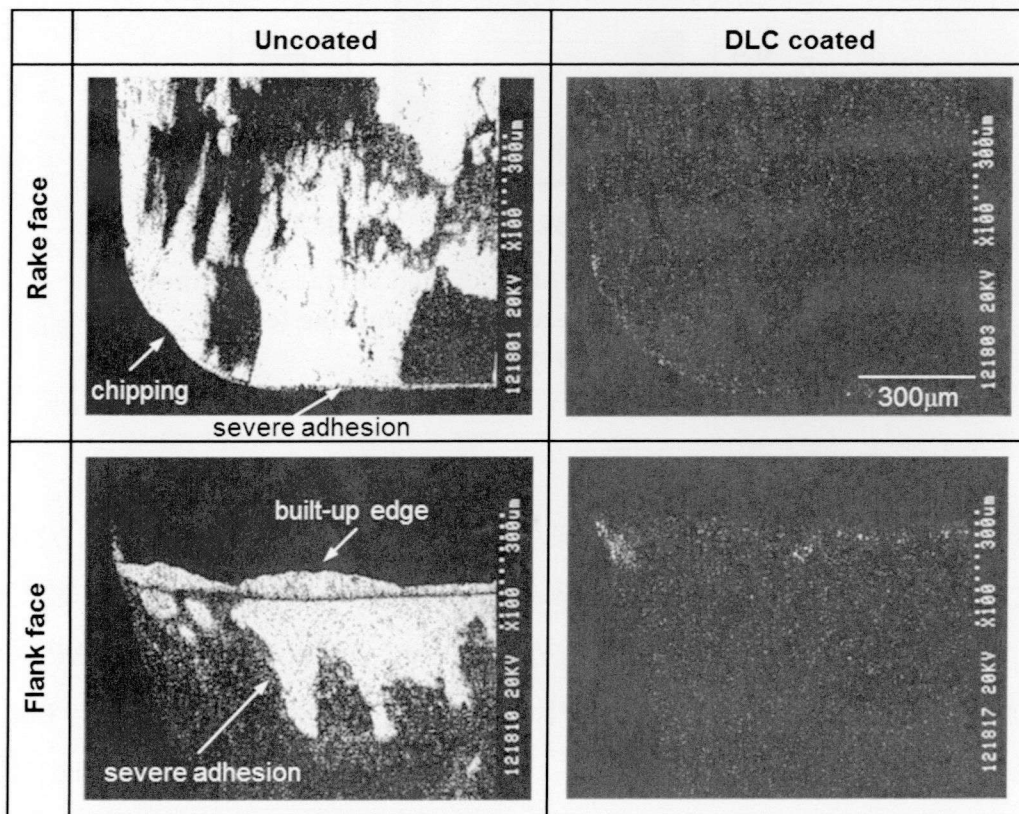 Uncoated
DLC coated
Rake face
chipping
severe adhesion
121801 20KV X100 300um
300µm
121803 20KV X100 300um
Flank face
built-up edge
severe adhesion
121810 20KV X100 300um
121817 20KV X100 300um